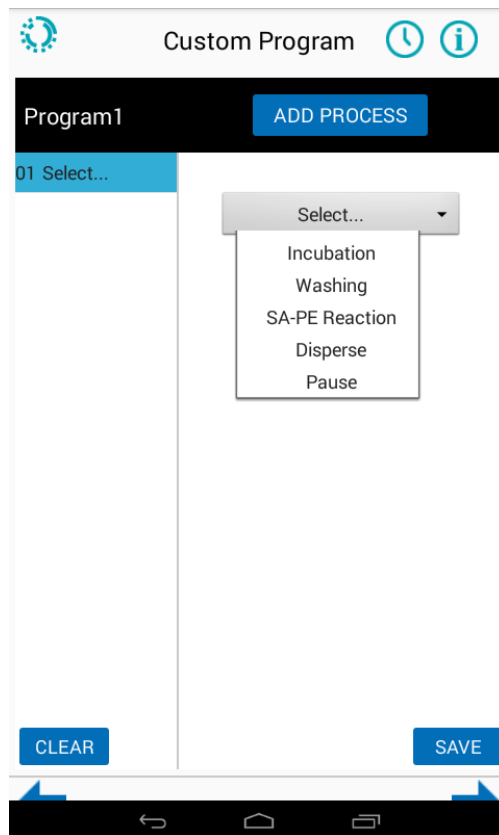 Custom Program
Program1
ADD PROCESS
01 Select...
Select...
Incubation
Washing
SA-PE Reaction
Disperse
Pause
CLEAR
SAVE